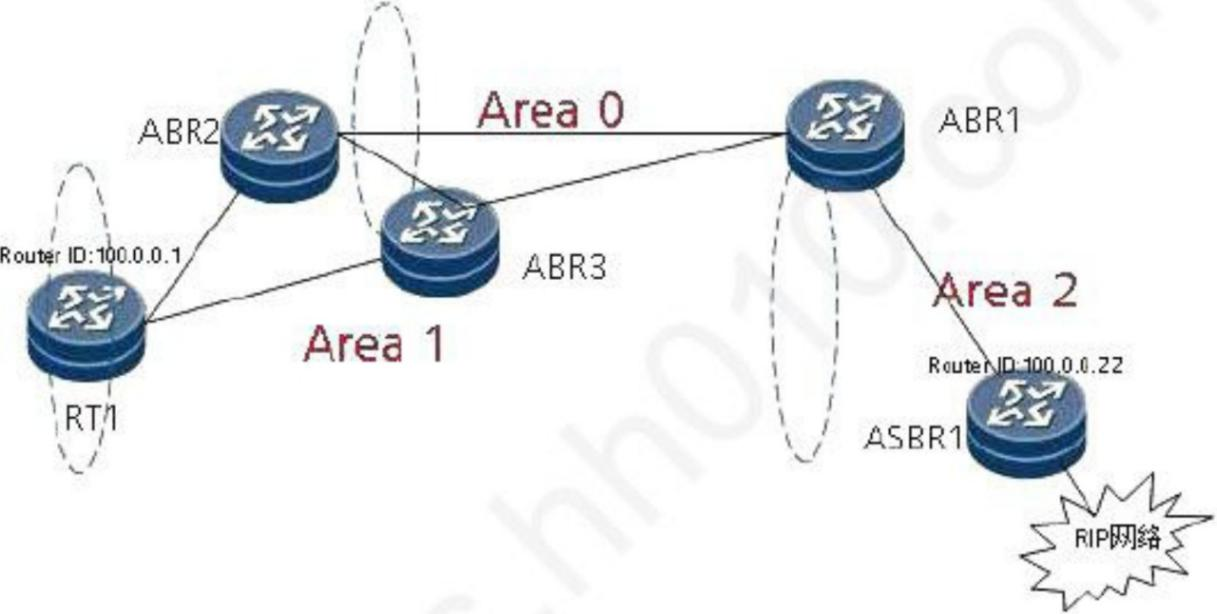 Area 0
ABR2
ABR1
Router ID:100.0.0.1
ABR3
Area 2
Area 1
Router ID:100.0.0.22
RT1
ASBR1
RIP网络